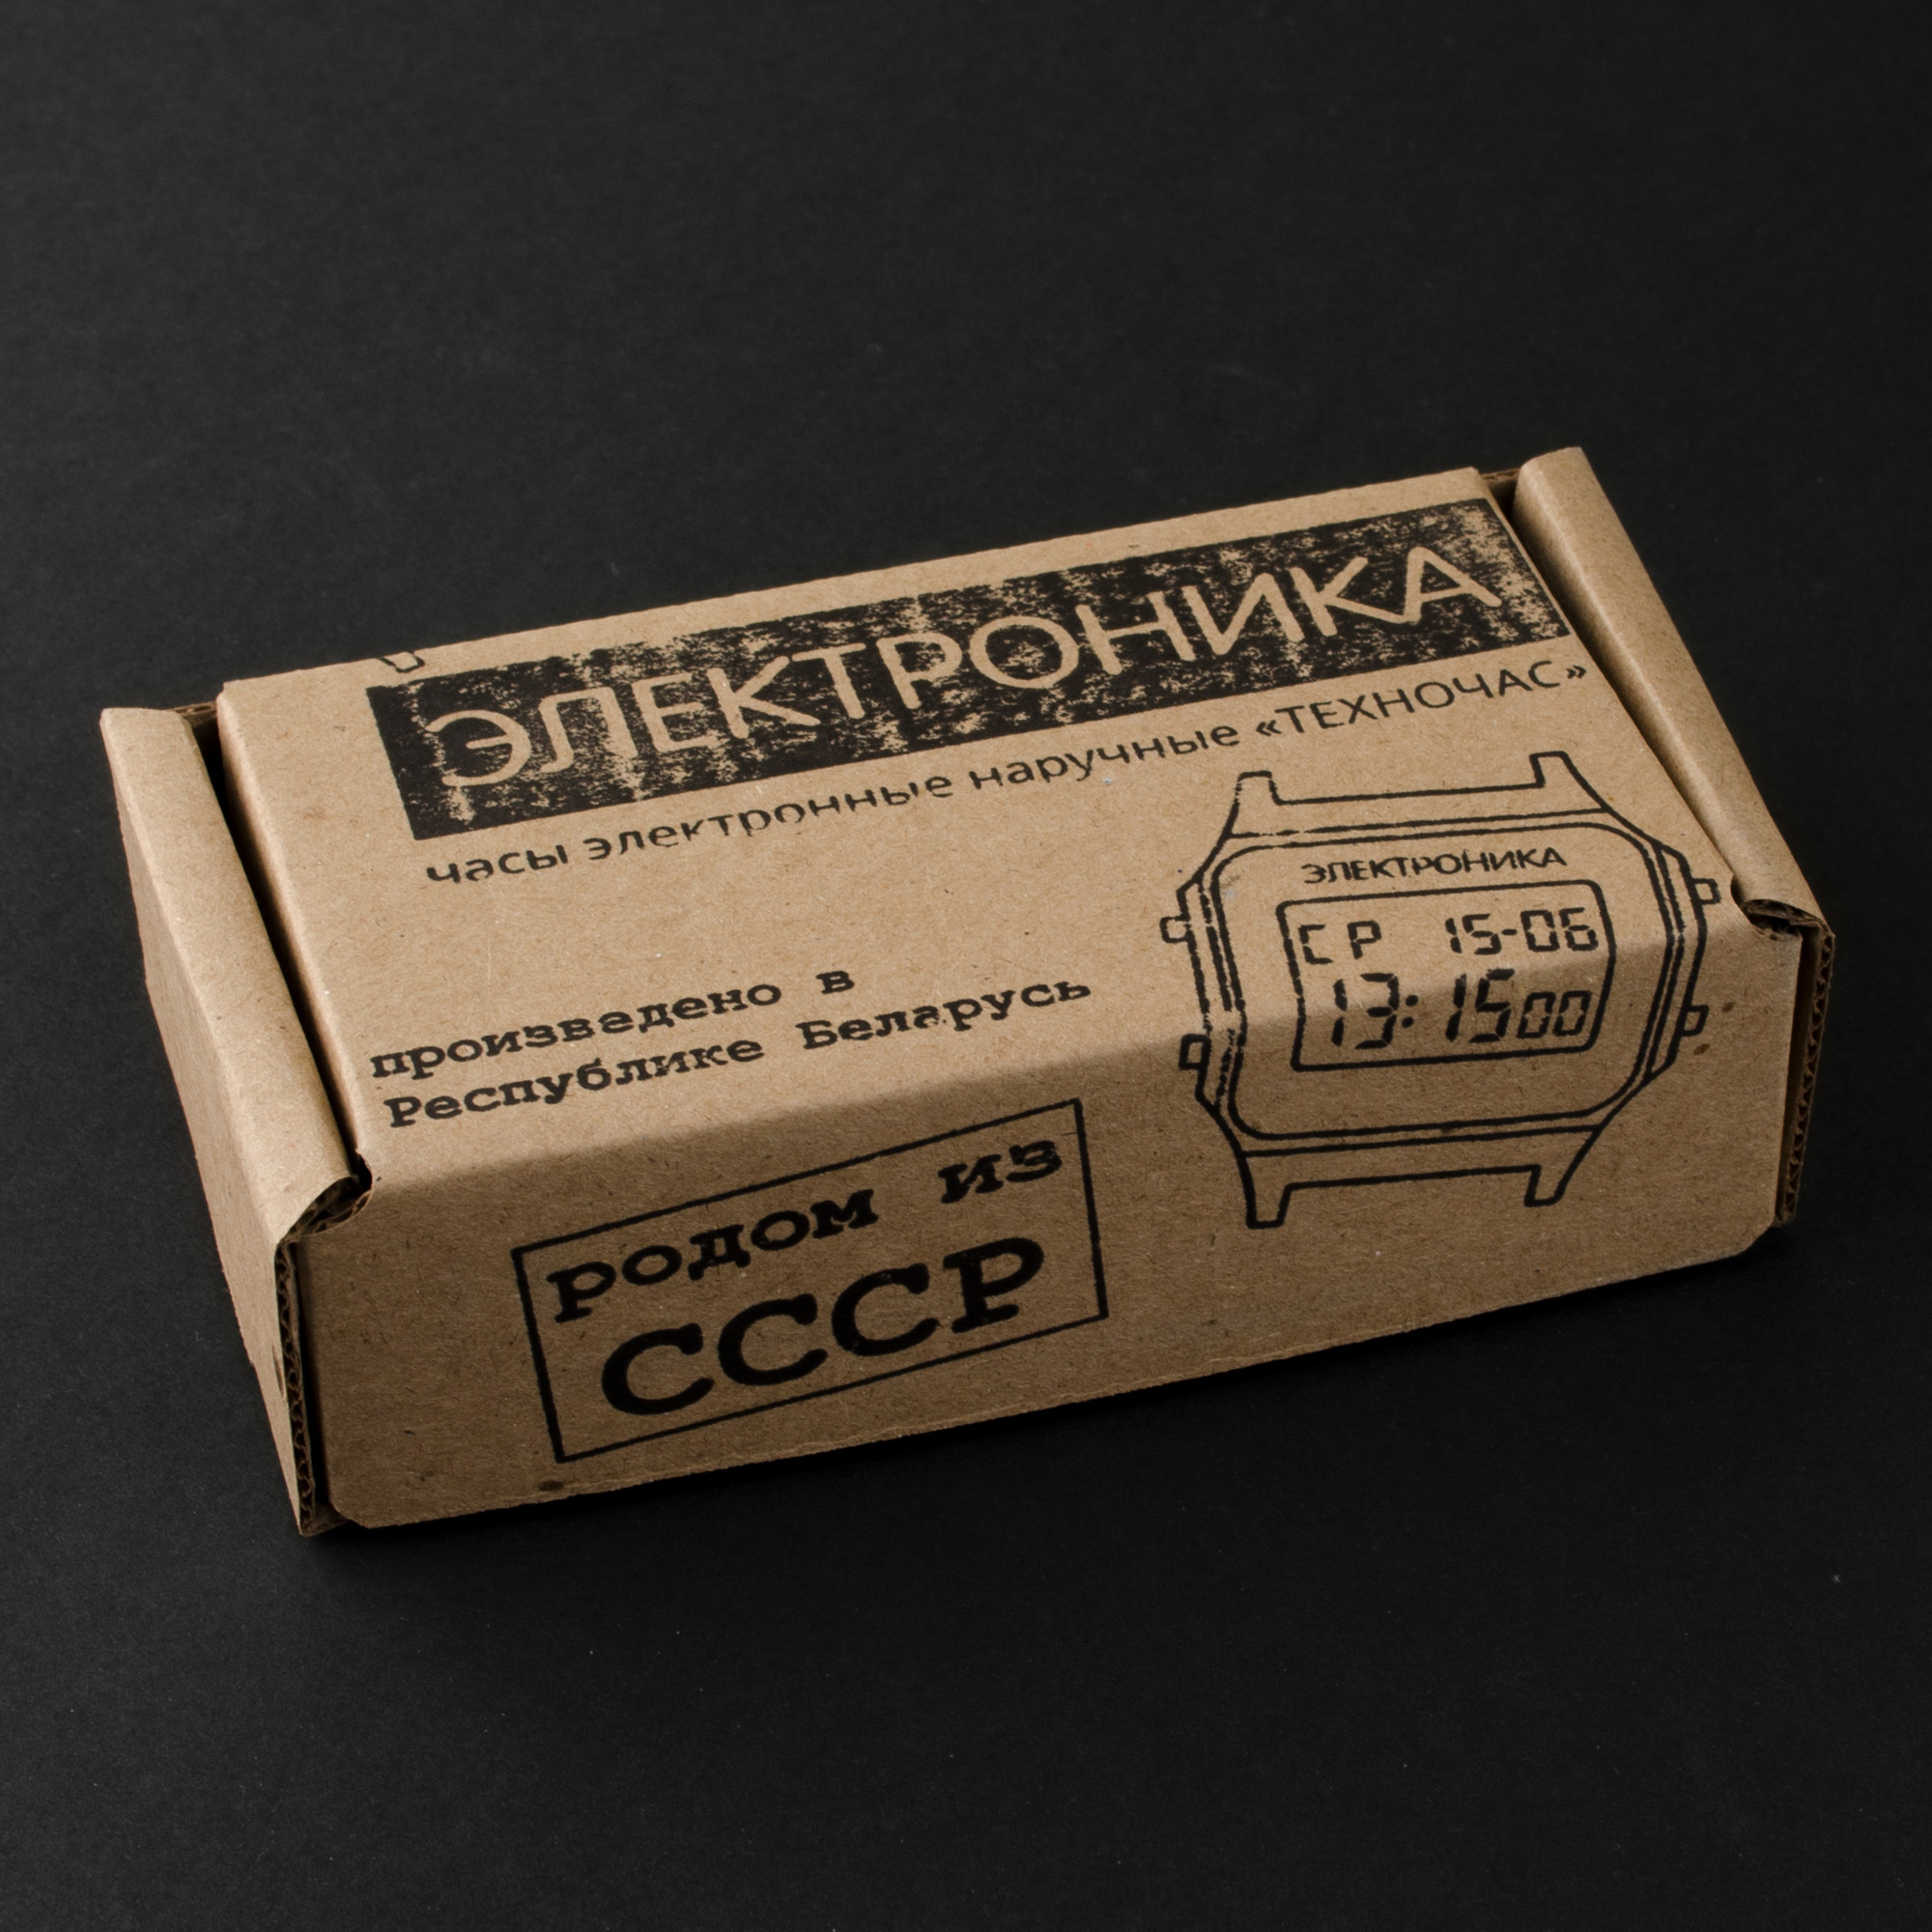 ЭЛЕКТРОНИКА
часы электронные наручные «ТЕХНОЧАС»
ЭЛЕКТРОНИКА
СР 15-06
13:15 00
произведено в
Республике Беларусь
родом из
СССР